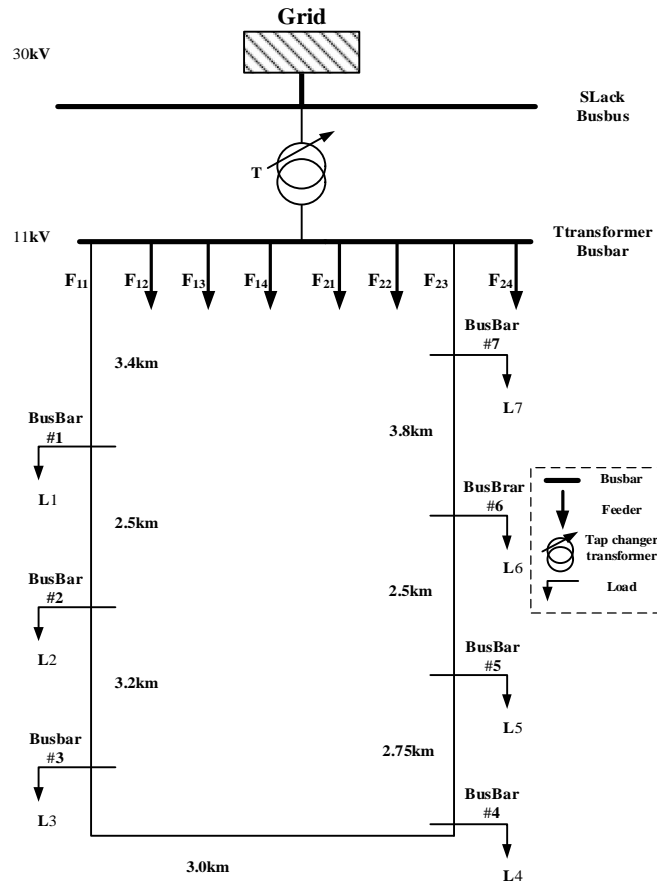 Grid
30kV
SLack
Busbus
T
11kV
Ttransformer
Busbar
F11
F12
F13
F14
F21
F22
F23
F24
BusBar
#7
3.4km
L7
BusBar
#1
3.8km
L1
BusBrar
#6
2.5km
L6
Busbar
Feeder
Tap changer
transformer
Load
BusBar
#2
2.5km
L2
BusBar
#5
3.2km
L5
Busbar
#3
2.75km
L3
BusBar
#4
3.0km
L4